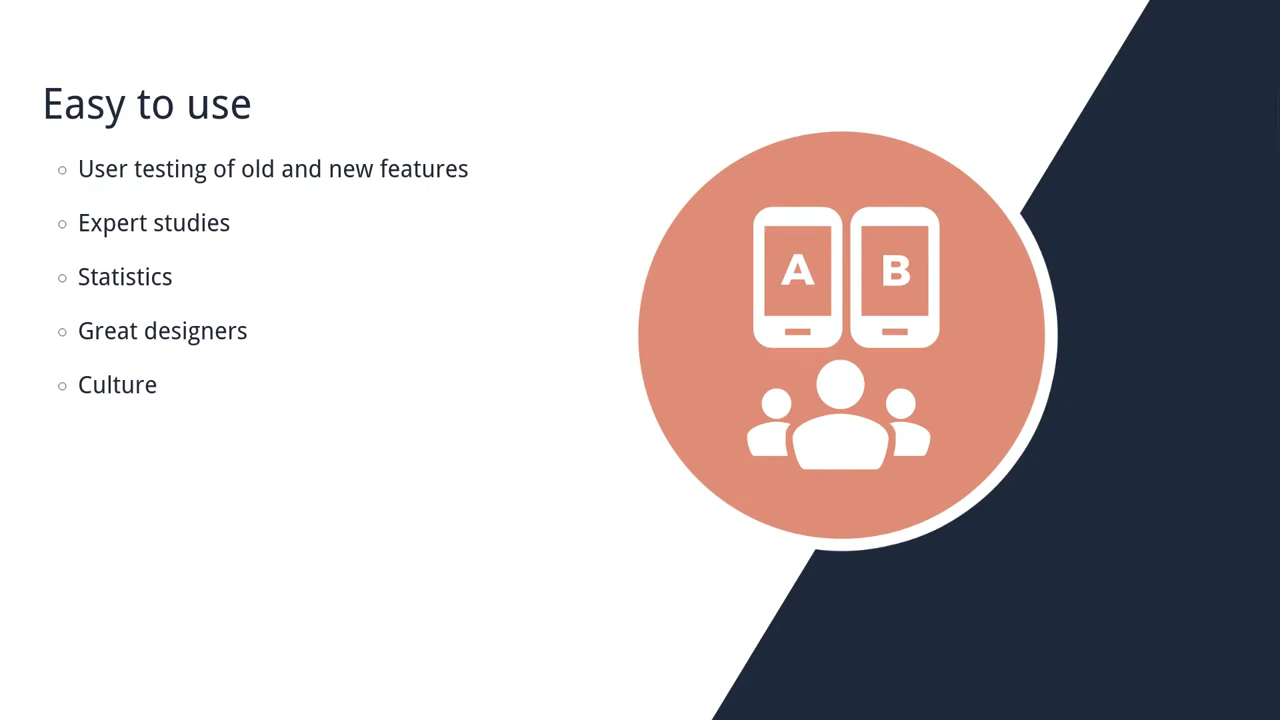 Easy to use
User testing of old and new features
Expert studies
Statistics
Great designers
Culture
A B